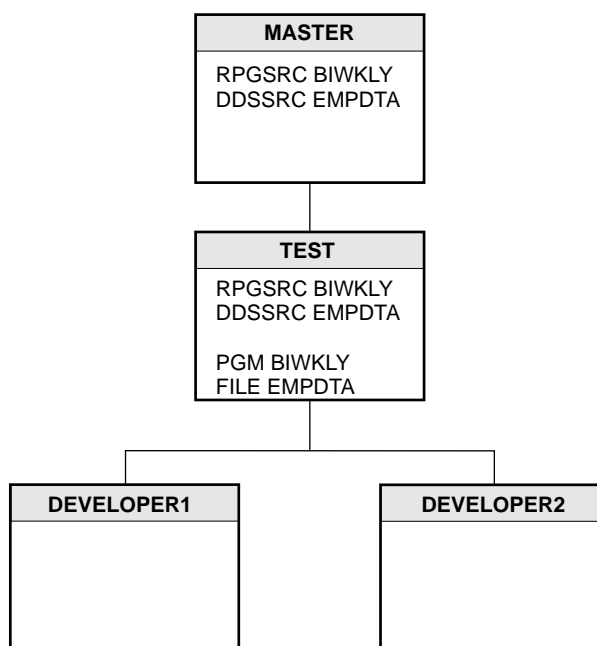 MASTER
RPGSRC BIWKLY
DDSSRC EMPDTA
TEST
RPGSRC BIWKLY
DDSSRC EMPDTA
PGM BIWKLY
FILE EMPDTA
DEVELOPER1
DEVELOPER2